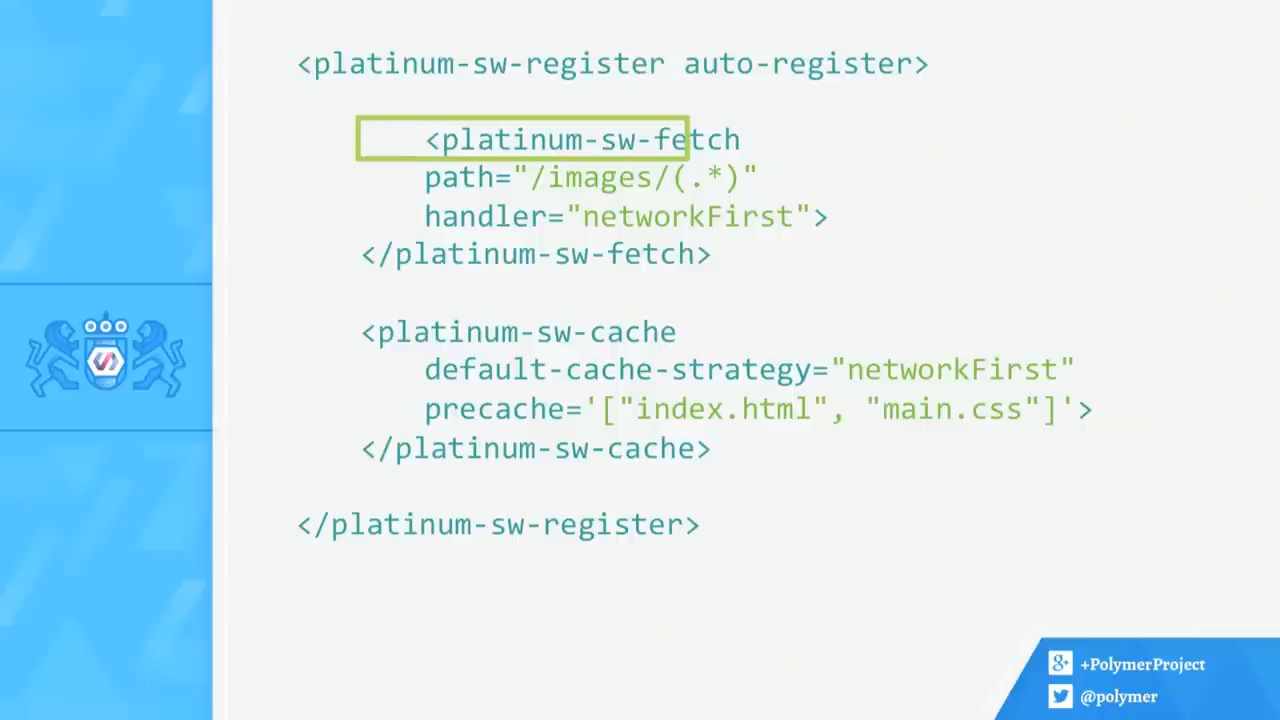 <platinum-sw-register auto-register>
<platinum-sw-fetch
path="/images/(.*)"
handler="networkFirst">
</platinum-sw-fetch>
<platinum-sw-cache
default-cache-strategy="networkFirst"
precache='["index.html", "main.css"]'>
</platinum-sw-cache>
</platinum-sw-register>
g+ +PolymerProject
@polymer